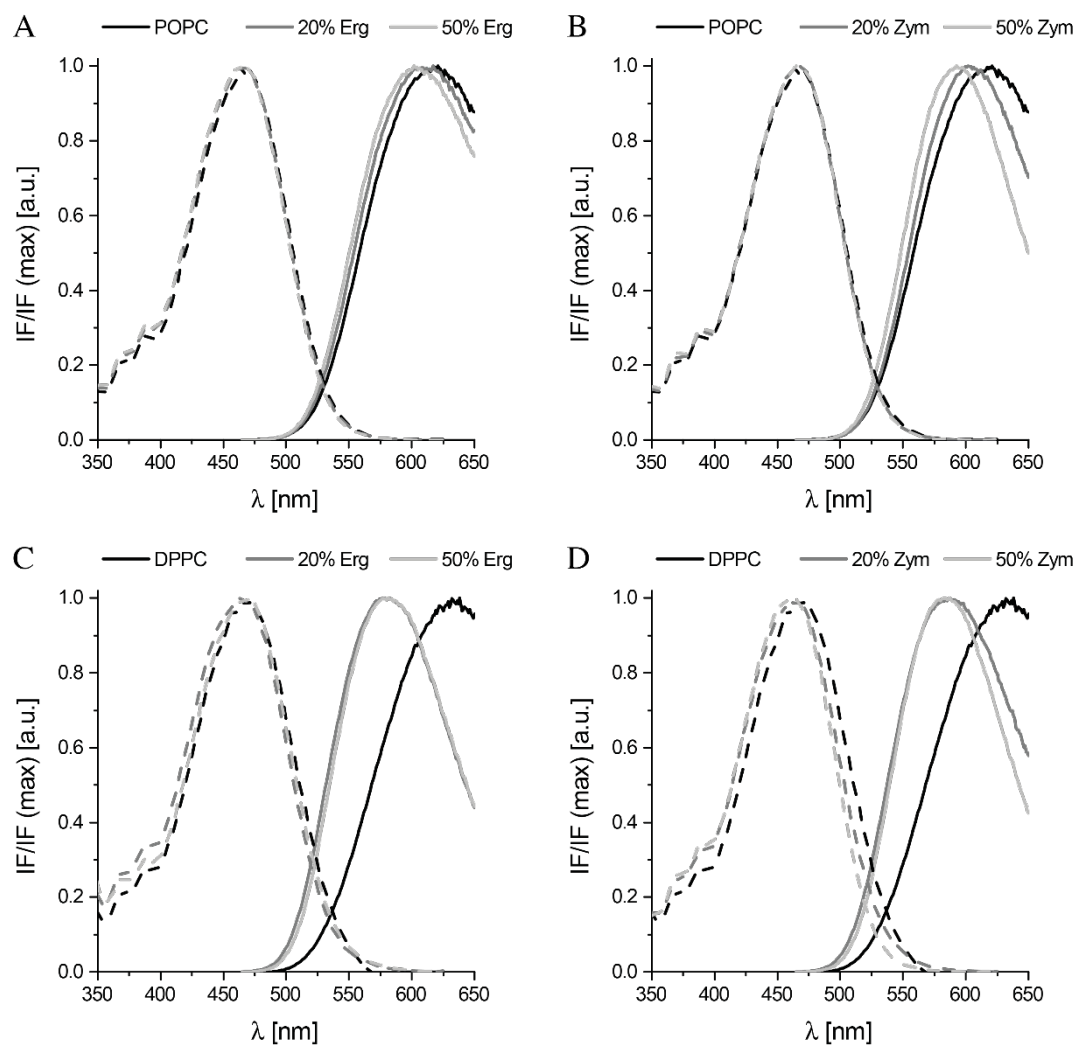 A
POPC 20% Erg 50% Erg
IF/IF (max) [a.u.]
1.0
0.8
0.6
0.4
0.2
0.0
350 400 450 500 550 600 650
λ [nm]
B
POPC 20% Zym 50% Zym
IF/IF (max) [a.u.]
1.0
0.8
0.6
0.4
0.2
0.0
350 400 450 500 550 600 650
λ [nm]
C
DPPC 20% Erg 50% Erg
IF/IF (max) [a.u.]
1.0
0.8
0.6
0.4
0.2
0.0
350 400 450 500 550 600 650
λ [nm]
D
DPPC 20% Zym 50% Zym
IF/IF (max) [a.u.]
1.0
0.8
0.6
0.4
0.2
0.0
350 400 450 500 550 600 650
λ [nm]